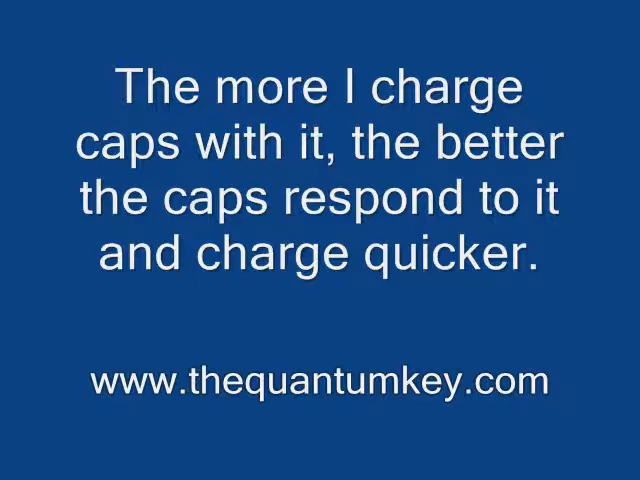 The more I charge
caps with it, the better
the caps respond to it
and charge quicker.
www.thequantumkey.com